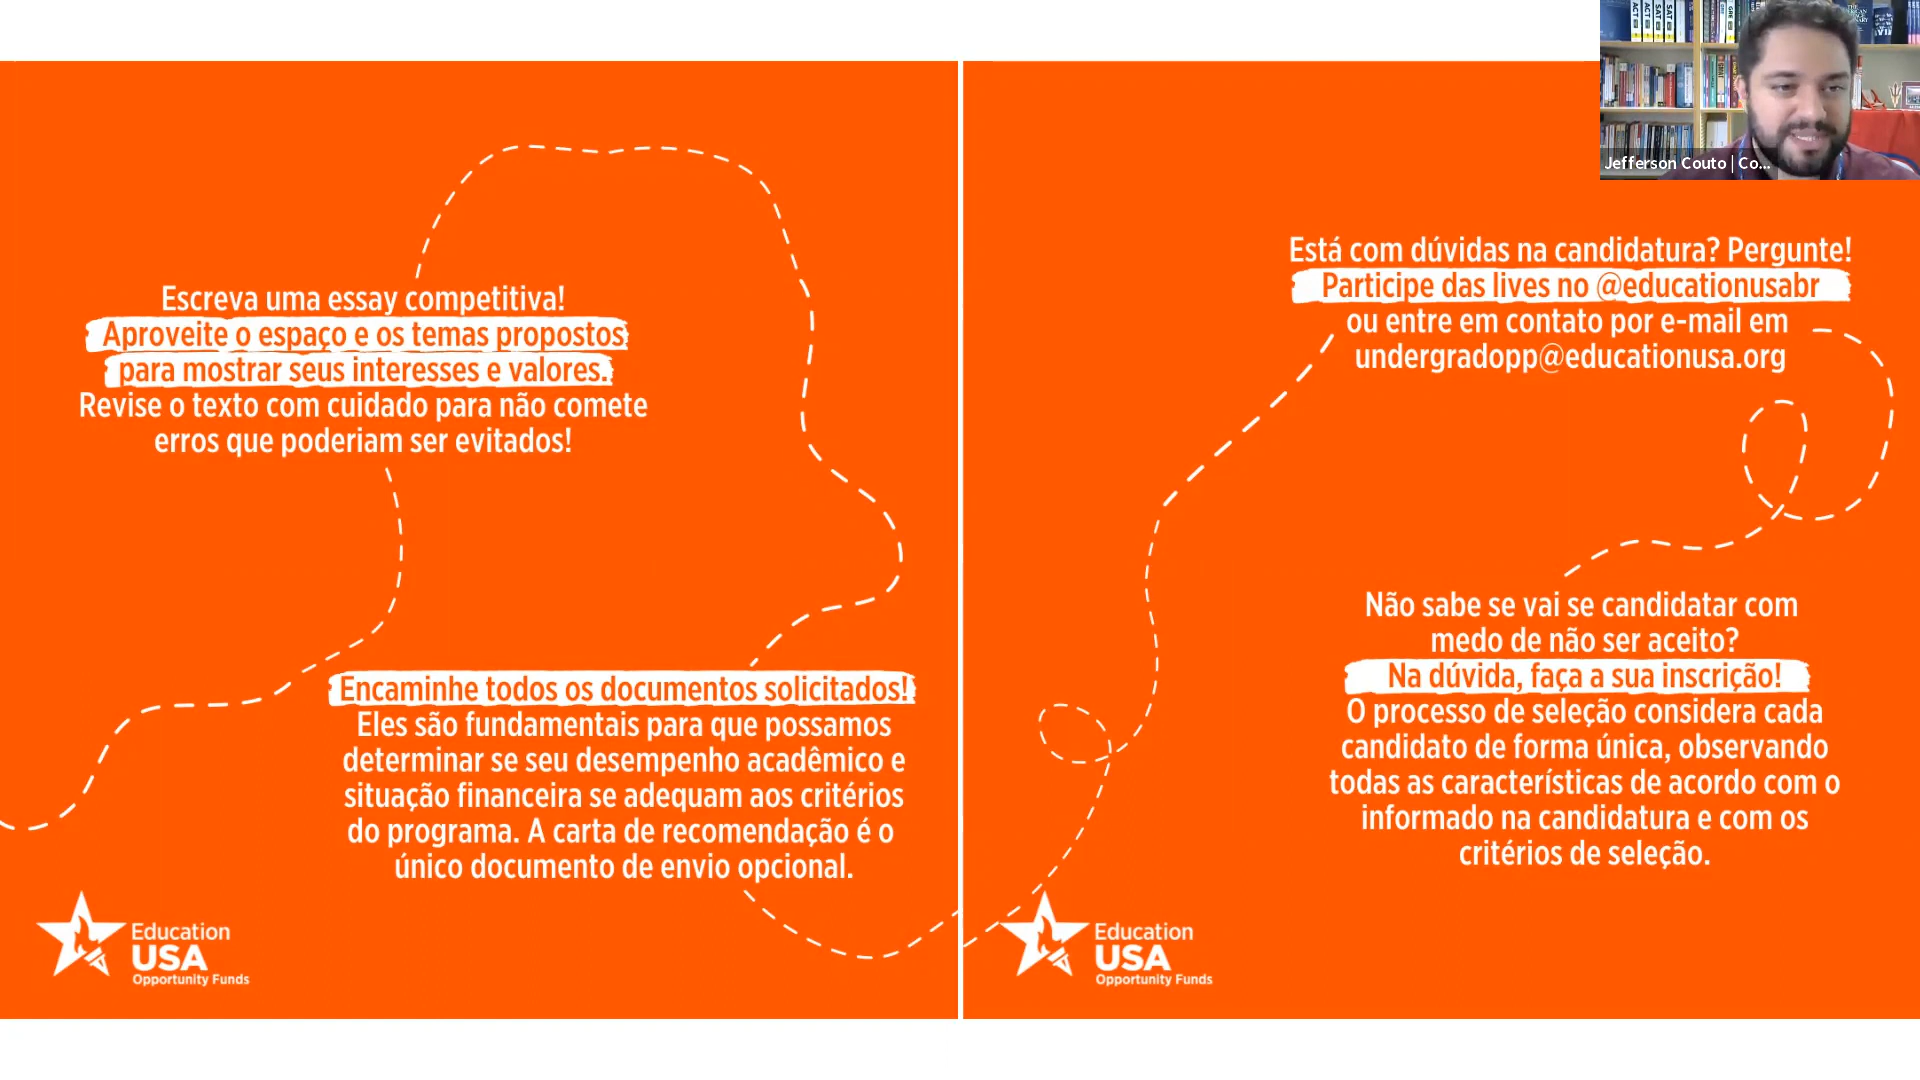 Escreva uma essay competitiva!
Aproveite o espaço e os temas propostos
para mostrar seus interesses e valores.
Revise o texto com cuidado para não comete
erros que poderiam ser evitados!
Encaminhe todos os documentos solicitados!
Eles são fundamentais para que possamos
determinar se seu desempenho acadêmico e
situação financeira se adequam aos critérios
do programa. A carta de recomendação é o
único documento de envio opcional.
Education
USA
Opportunity Funds
Está com dúvidas na candidatura? Pergunte!
Participe das lives no @educationusabr
ou entre em contato por e-mail em
undergradopp@educationusa.org
Não sabe se vai se candidatar com
medo de não ser aceito?
Na dúvida, faça a sua inscrição!
O processo de seleção considera cada
candidato de forma única, observando
todas as características de acordo com o
informado na candidatura e com os
critérios de seleção.
Education
USA
Opportunity Funds
ACT
ACT
SAT
SAT
GRE
Jefferson Couto | Co...